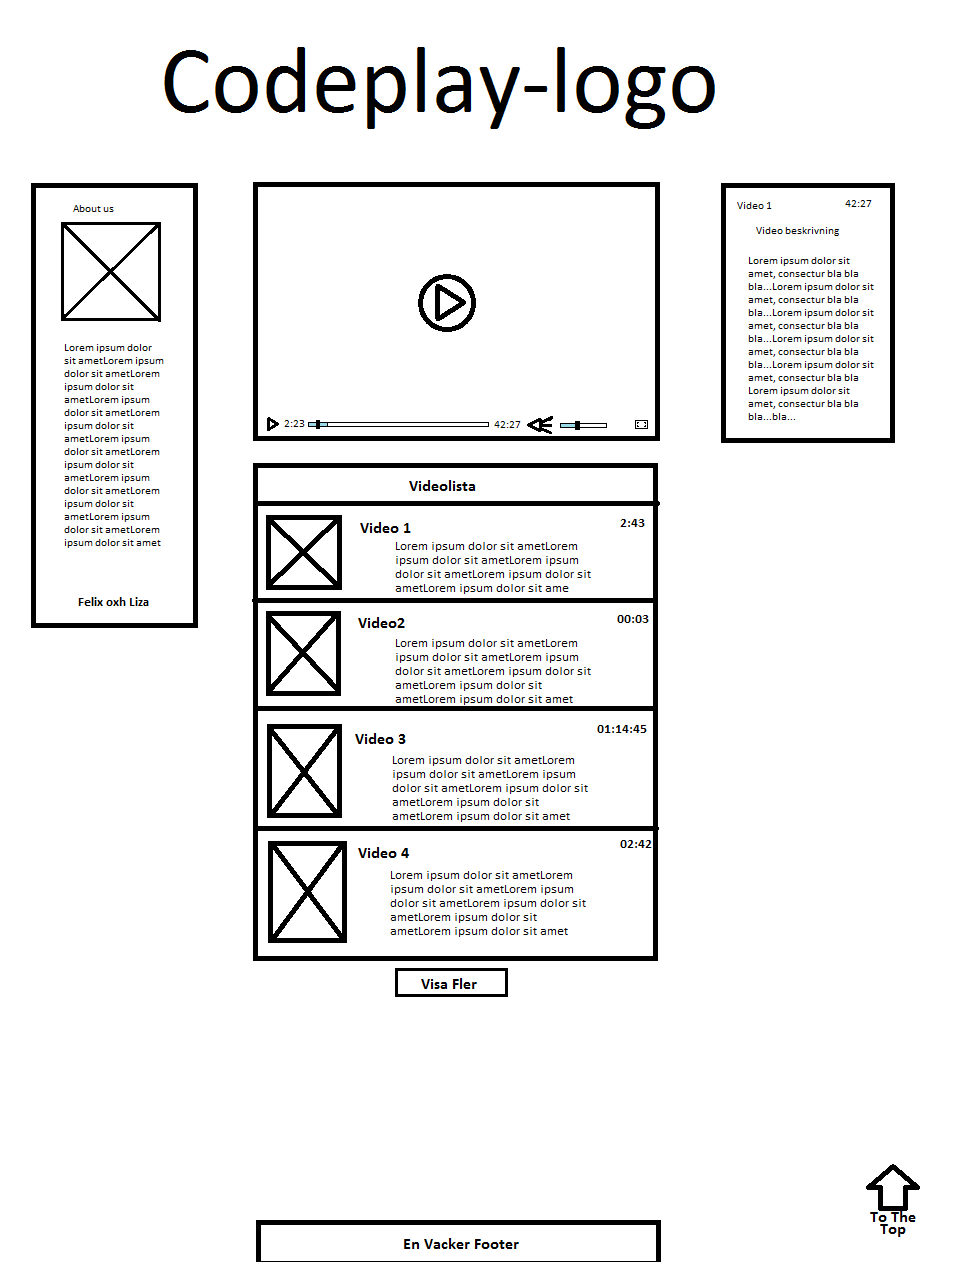 Codeplay-logo
About us
Lorem ipsum dolor
sit ametLorem ipsum
dolor sit ametLorem
ipsum dolor sit
ametLorem ipsum
dolor sit ametLorem
ipsum dolor sit
ametLorem ipsum
dolor sit ametLorem
ipsum dolor sit
ametLorem ipsum
dolor sit ametLorem
ipsum dolor sit
ametLorem ipsum
dolor sit ametLorem
ipsum dolor sit amet
Felix oxh Liza
2:23
42:27
Video 1
42:27
Video beskrivning
Lorem ipsum dolor sit
amet, consectur bla bla
bla...Lorem ipsum dolor sit
amet, consectur bla bla
bla...Lorem ipsum dolor sit
amet, consectur bla bla
bla...Lorem ipsum dolor sit
amet, consectur bla bla
bla...Lorem ipsum dolor sit
amet, consectur bla bla
Lorem ipsum dolor sit
amet, consectur bla bla
bla...bla...
Videolista
Video 1
2:43
Lorem ipsum dolor sit ametLorem
ipsum dolor sit ametLorem ipsum
dolor sit ametLorem ipsum dolor sit
ametLorem ipsum dolor sit ame
Video2
00:03
Lorem ipsum dolor sit ametLorem
ipsum dolor sit ametLorem ipsum
dolor sit ametLorem ipsum dolor sit
ametLorem ipsum dolor sit
ametLorem ipsum dolor sit amet
Video 3
01:14:45
Lorem ipsum dolor sit ametLorem
ipsum dolor sit ametLorem ipsum
dolor sit ametLorem ipsum dolor sit
ametLorem ipsum dolor sit
ametLorem ipsum dolor sit amet
Video 4
02:42
Lorem ipsum dolor sit ametLorem
ipsum dolor sit ametLorem ipsum
dolor sit ametLorem ipsum dolor sit
ametLorem ipsum dolor sit
ametLorem ipsum dolor sit amet
Visa Fler
To The
Top
En Vacker Footer